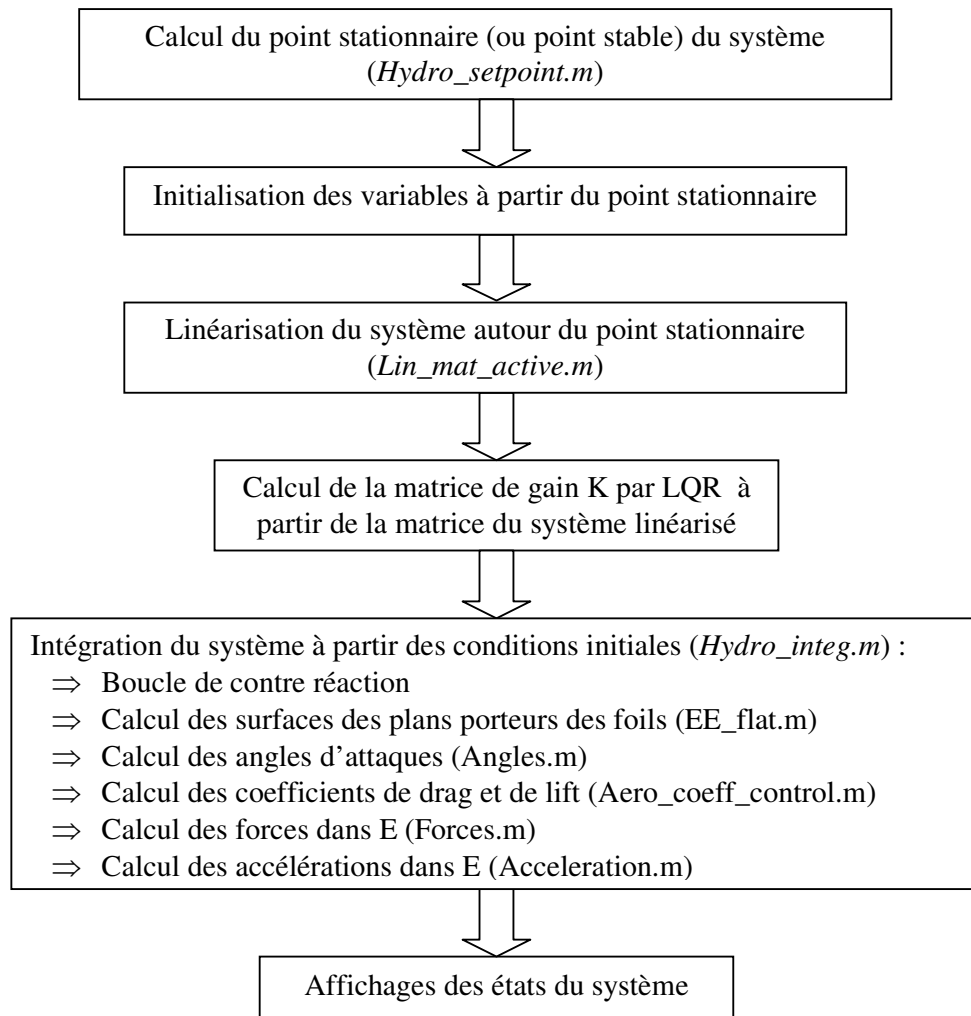 Calcul du point stationnaire (ou point stable) du système
(Hydro_setpoint.m)
Initialisation des variables à partir du point stationnaire
Linéarisation du système autour du point stationnaire
(Lin_mat_active.m)
Calcul de la matrice de gain K par LQR à
partir de la matrice du système linéarisé
Intégration du système à partir des conditions initiales (Hydro_integ.m) :
⇒ Boucle de contre réaction
⇒ Calcul des surfaces des plans porteurs des foils (EE_flat.m)
⇒ Calcul des angles d'attaques (Angles.m)
⇒ Calcul des coefficients de drag et de lift (Aero_coeff_control.m)
⇒ Calcul des forces dans E (Forces.m)
⇒ Calcul des accélérations dans E (Acceleration.m)
Affichages des états du système